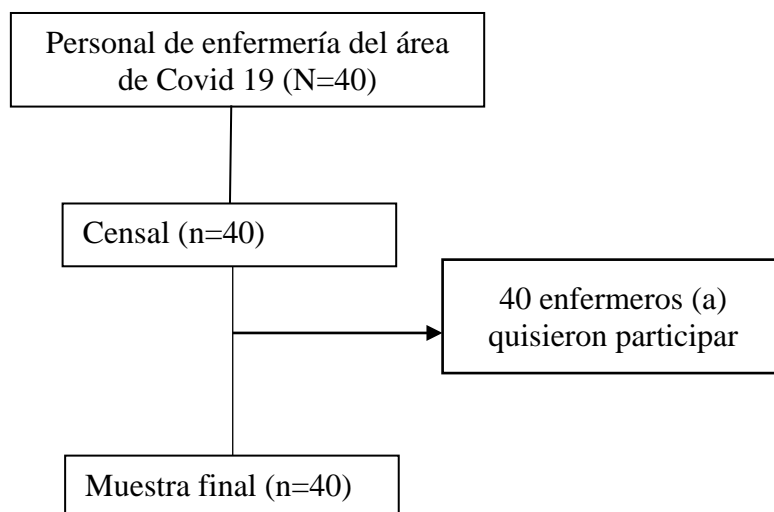 Personal de enfermería del área
de Covid 19 (N=40)
Censal (n=40)
40 enfermeros (a)
quisieron participar
Muestra final (n=40)